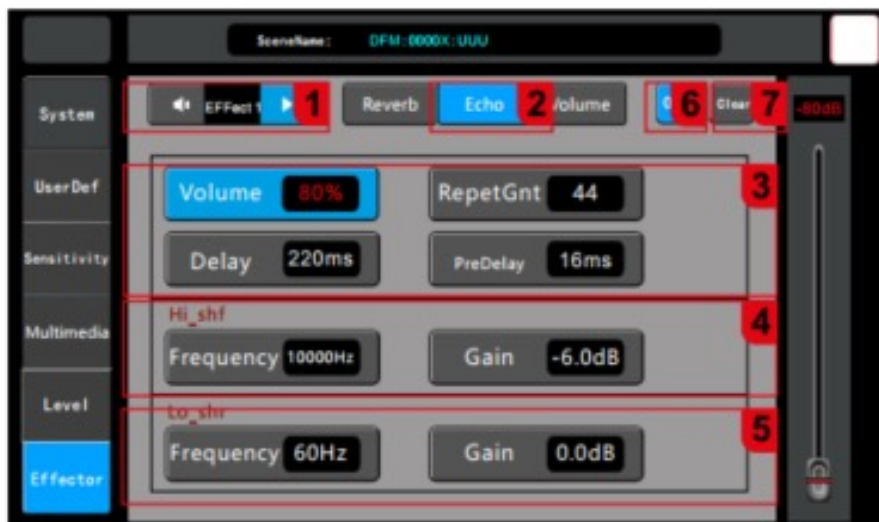 SceneName: DFM:0000X:UUU
EFFect 1 1 Reverb Echo 2 Volume 6 Clear 7
-80dB
System
UserDef
Sensitivity
Multimedia
Level
Effector
Volume 80% RepetGnt 44 3
Delay 220ms PreDelay 16ms
Hi_shf 4
Frequency 10000Hz Gain -6.0dB
Lo_shr 5
Frequency 60Hz Gain 0.0dB